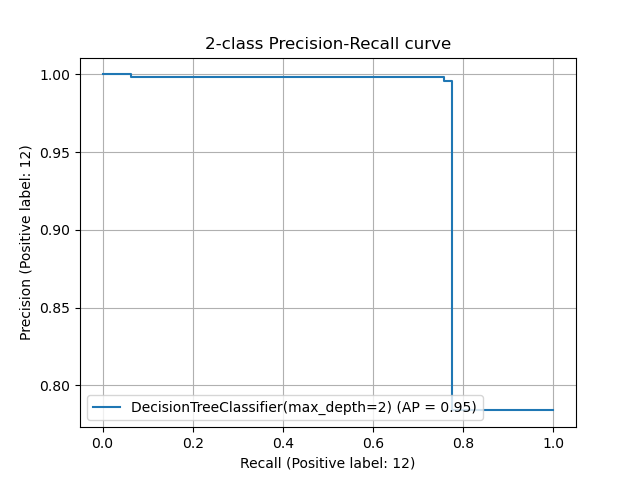 2-class Precision-Recall curve
1.00
0.95
0.90
0.85
0.80
Precision (Positive label: 12)
DecisionTreeClassifier(max_depth=2) (AP = 0.95)
0.0 0.2 0.4 0.6 0.8 1.0
Recall (Positive label: 12)